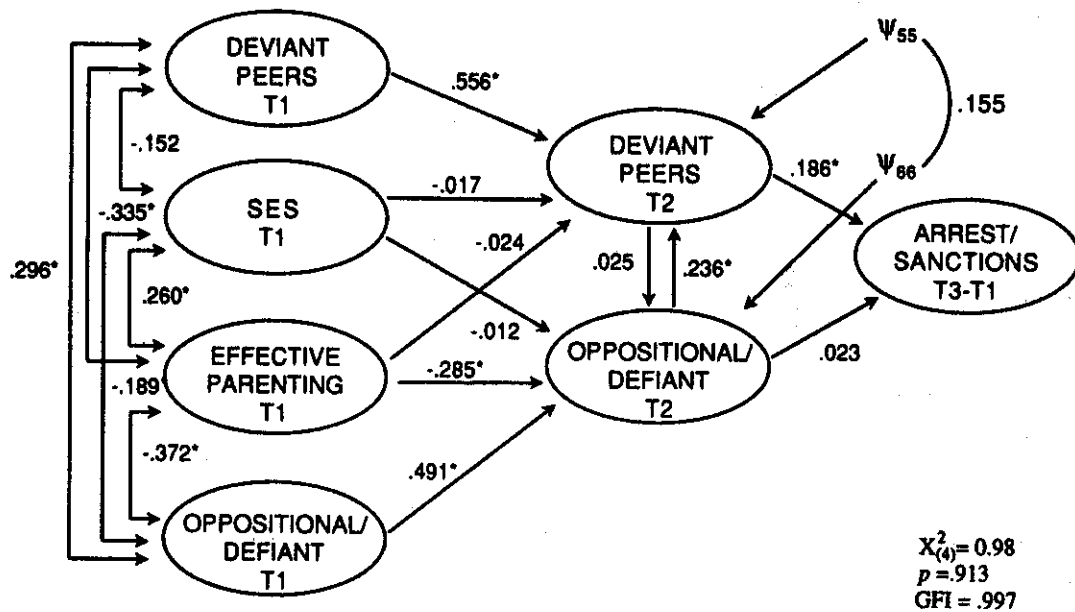 DEVIANT
PEERS
T1
.556*
-.152
SES
T1
-.017
-.335*
.296*
.260*
-.024
-.012
EFFECTIVE
PARENTING
T1
-.189
-.285*
-.372*
.491*
OPPOSITIONAL/
DEFIANT
T1
DEVIANT
PEERS
T2
.025
.236*
OPPOSITIONAL/
DEFIANT
T2
Ψ55
.155
Ψ66
.186*
.023
ARREST/
SANCTIONS
T3-T1
X²(4)= 0.98
p =.913
GFI = .997